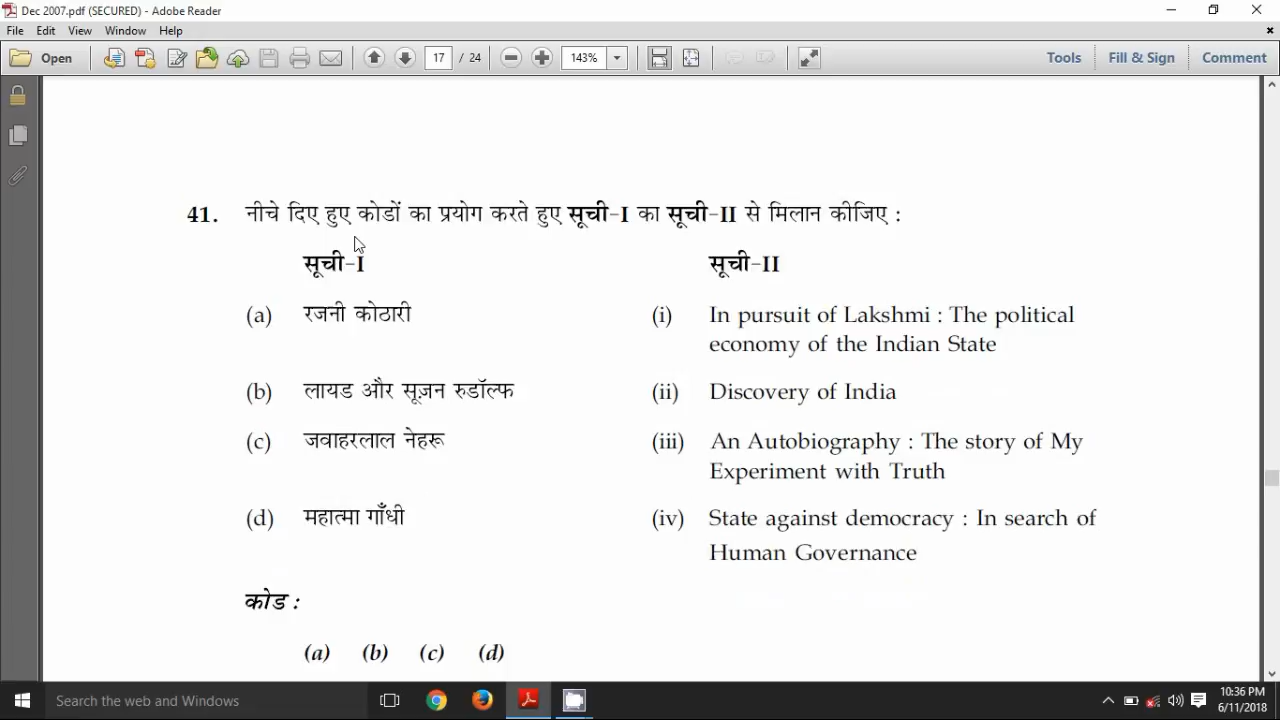 Dec 2007.pdf (SECURED) - Adobe Reader
File Edit View Window Help
Open 17 / 24 143% Tools Fill & Sign Comment
41. नीचे दिए हुए कोडों का प्रयोग करते हुए सूची-I का सूची-II से मिलान कीजिए :
सूची-I सूची-II
(a) रजनी कोठारी (i) In pursuit of Lakshmi : The political
economy of the Indian State
(b) लायड और सूज़न रुडॉल्फ (ii) Discovery of India
(c) जवाहरलाल नेहरू (iii) An Autobiography : The story of My
Experiment with Truth
(d) महात्मा गाँधी (iv) State against democracy : In search of
Human Governance
कोड :
(a) (b) (c) (d)
Search the web and Windows
10:36 PM
6/11/2018